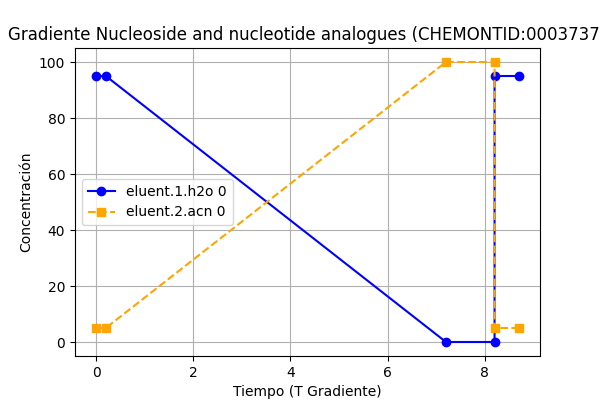 Gradiente Nucleoside and nucleotide analogues (CHEMONTID:0003737
100
80
60
40
20
0
Concentración
eluent.1.h2o 0
eluent.2.acn 0
0 2 4 6 8
Tiempo (T Gradiente)